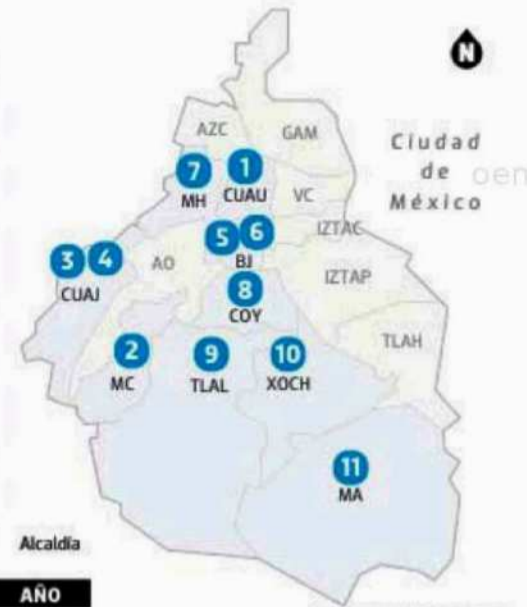 N
Ciudad
de
México
oen
AZC
GAM
7
1
MH
CUAU
VC
IZTAC
5
6
BJ
3
4
AO
CUAJ
IZTAP
8
COY
TLAH
2
9
10
MC
TLAL
XOCH
11
MA
Alcaldía
AÑO